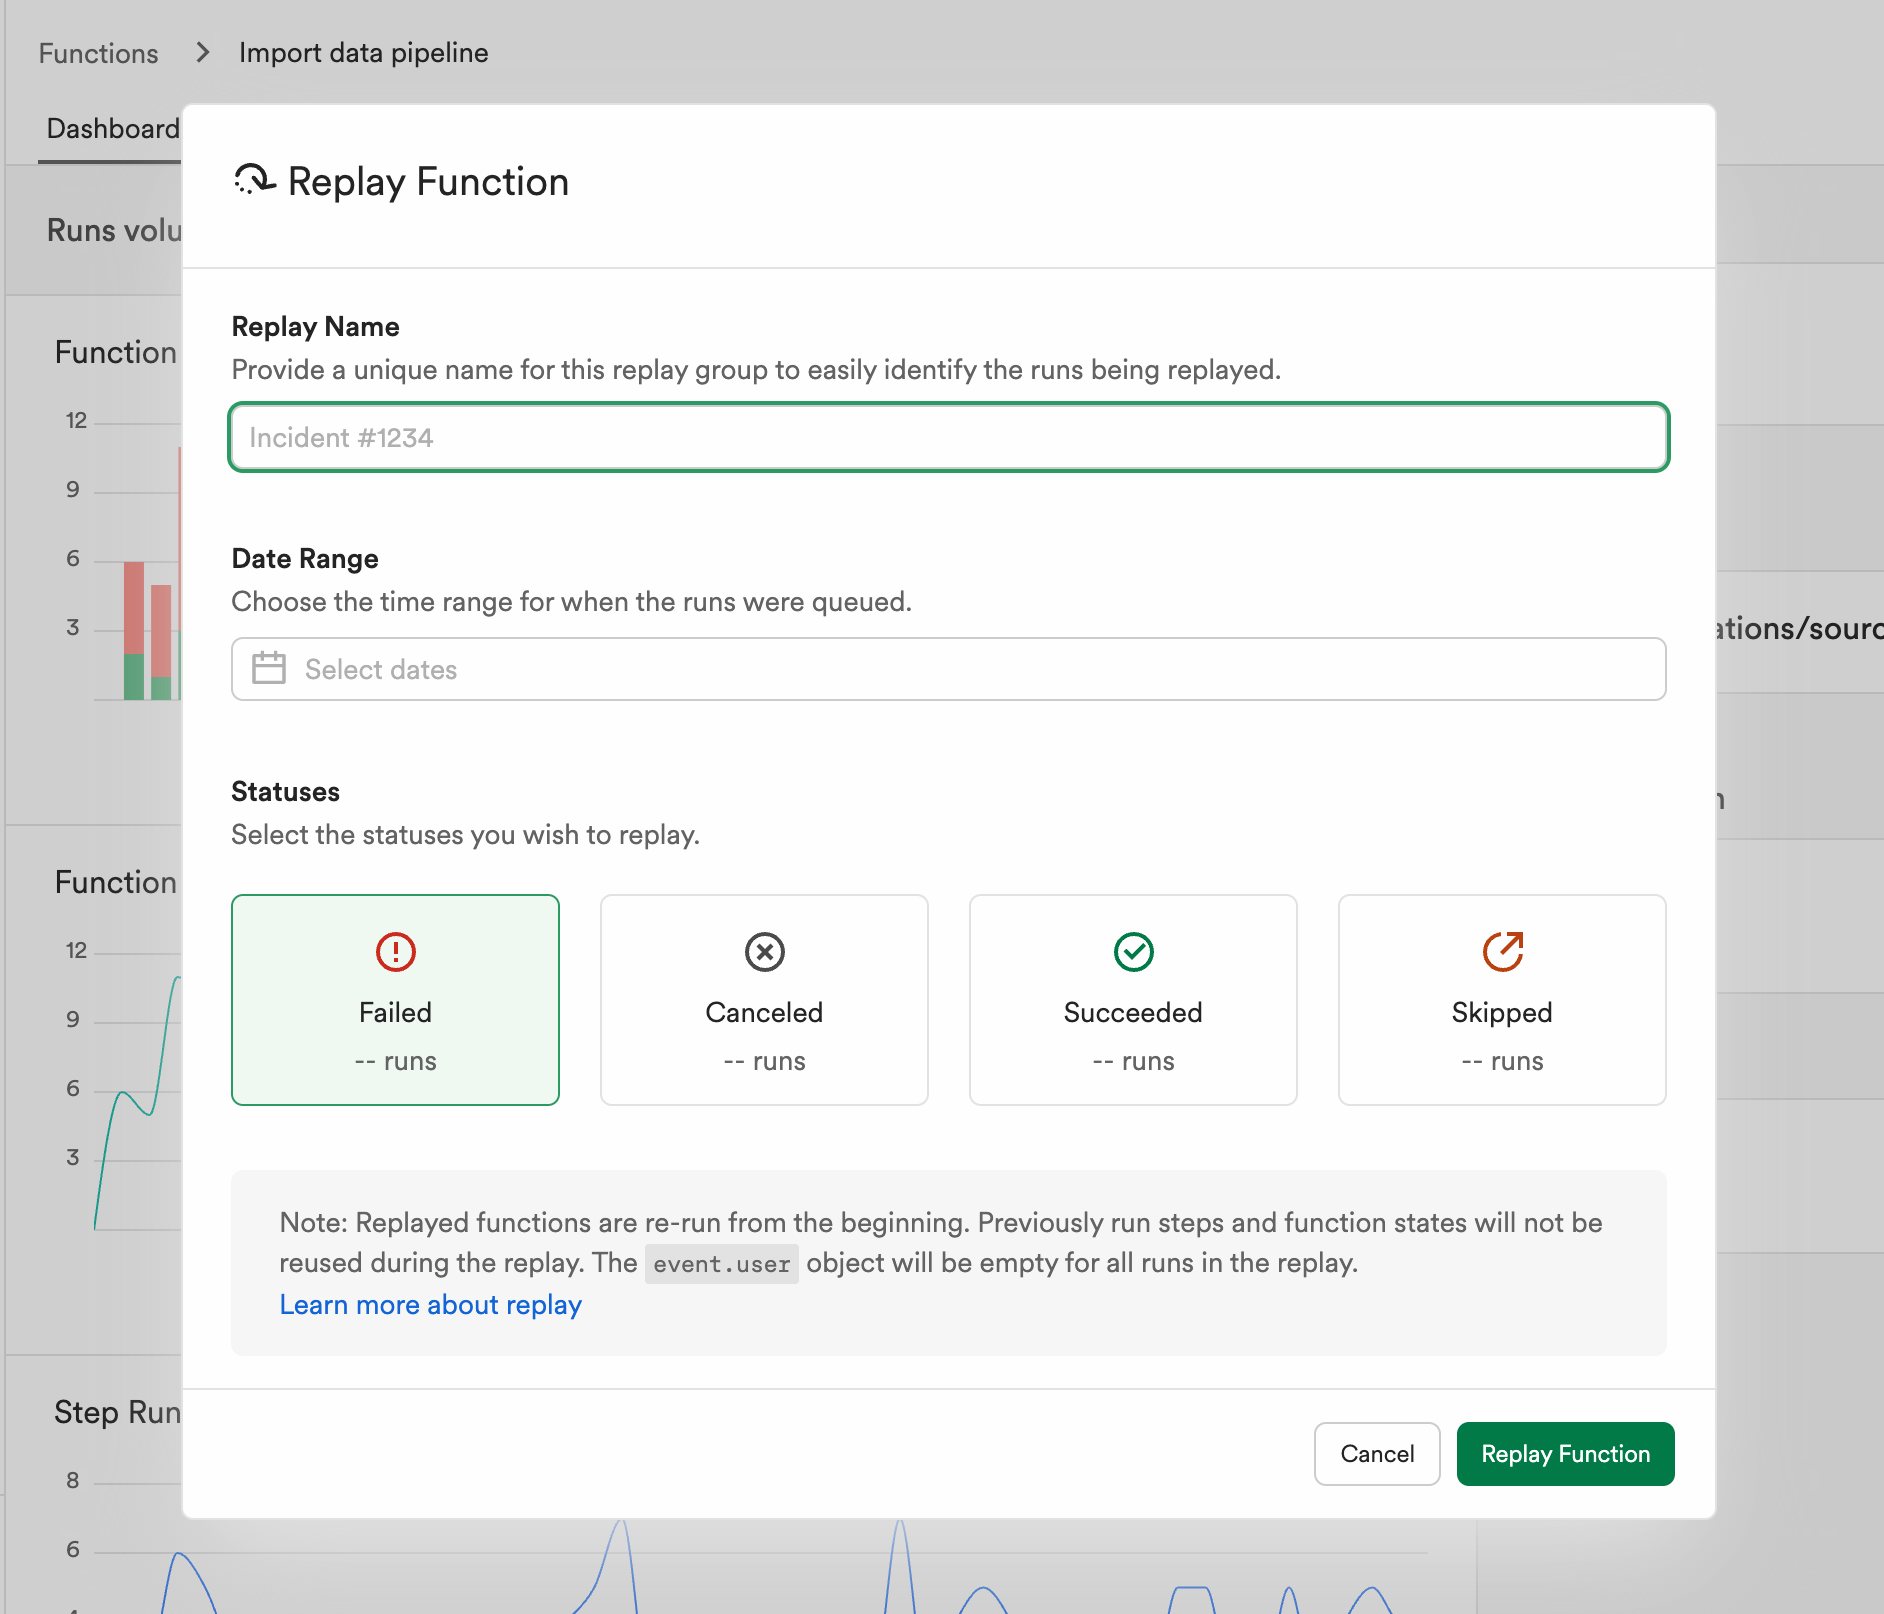 Functions > Import data pipeline
Dashboard
Runs volu
Function
12
9
6
3
Function
12
9
6
3
Step Run
8
6
Replay Function
Replay Name
Provide a unique name for this replay group to easily identify the runs being replayed.
Incident #1234
Date Range
Choose the time range for when the runs were queued.
Select dates
Statuses
Select the statuses you wish to replay.
Failed
-- runs
Canceled
-- runs
Succeeded
-- runs
Skipped
-- runs
Note: Replayed functions are re-run from the beginning. Previously run steps and function states will not be
reused during the replay. The event.user object will be empty for all runs in the replay.
Learn more about replay
Cancel
Replay Function
ations/sourc